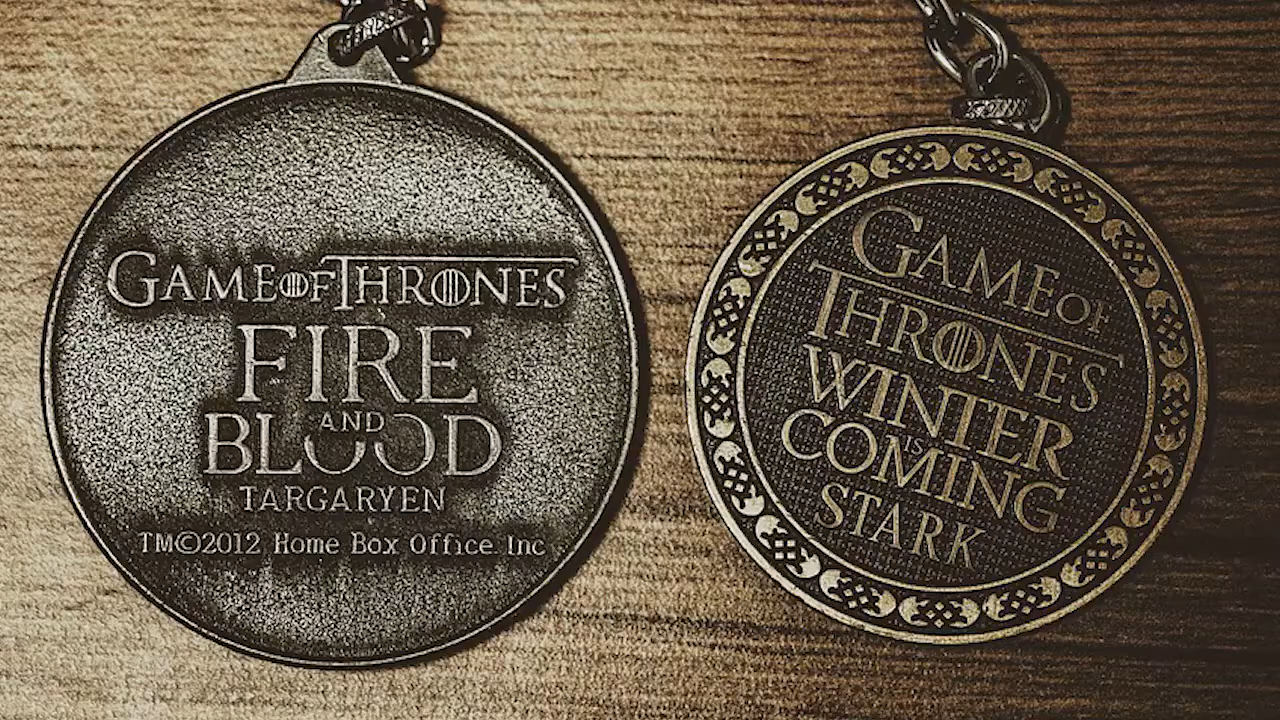 GAME OF THRONES
FIRE
AND
BLOOD
TARGARYEN
TM©2012 Home Box Office. Inc
GAME OF
THRONES
WINTER
IS
COMING
STARK